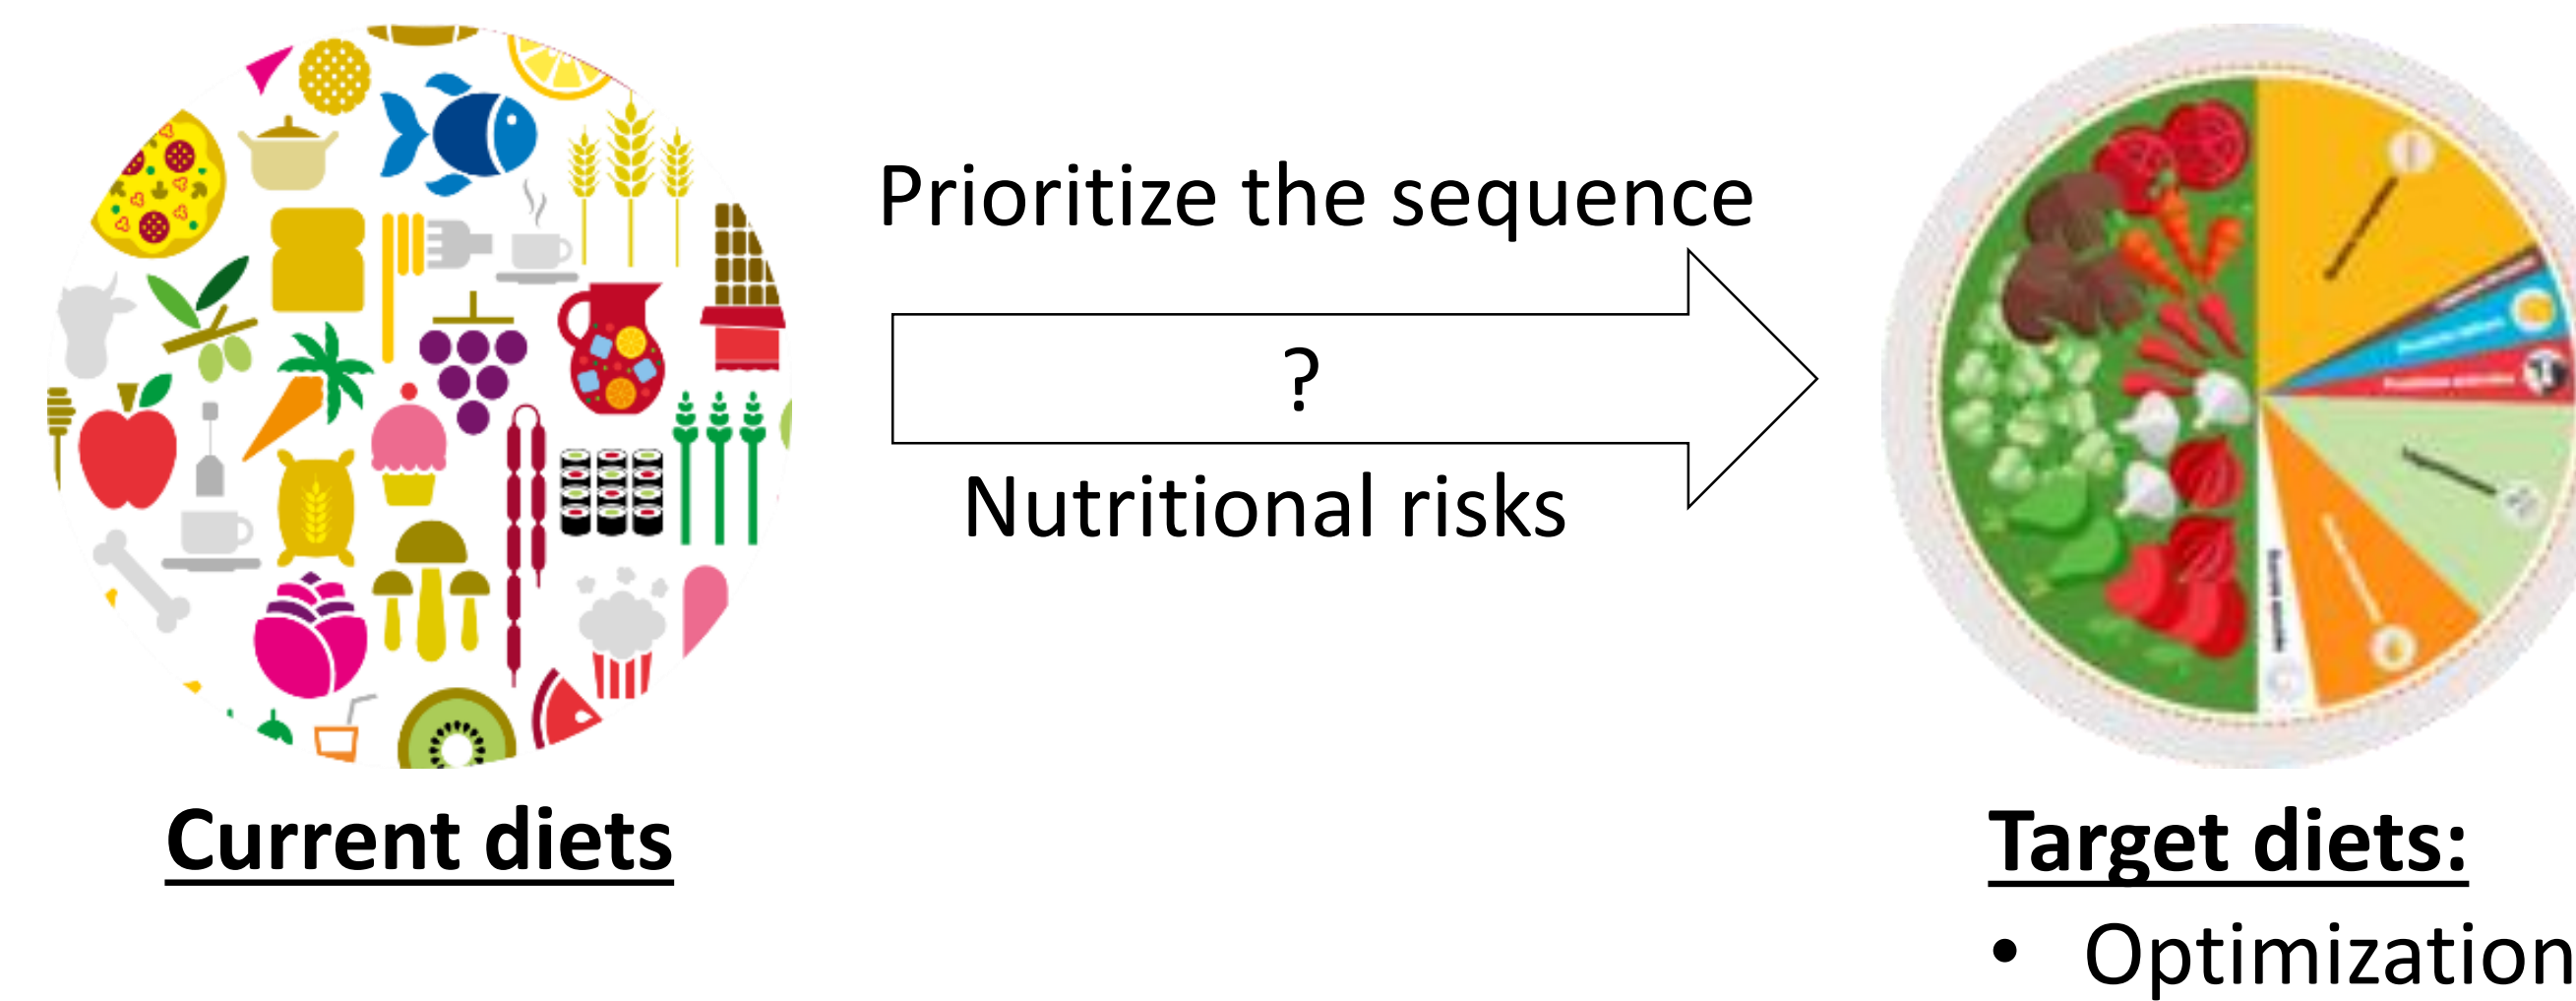 Prioritize the sequence
?
Nutritional risks
Current diets
Target diets:
• Optimization